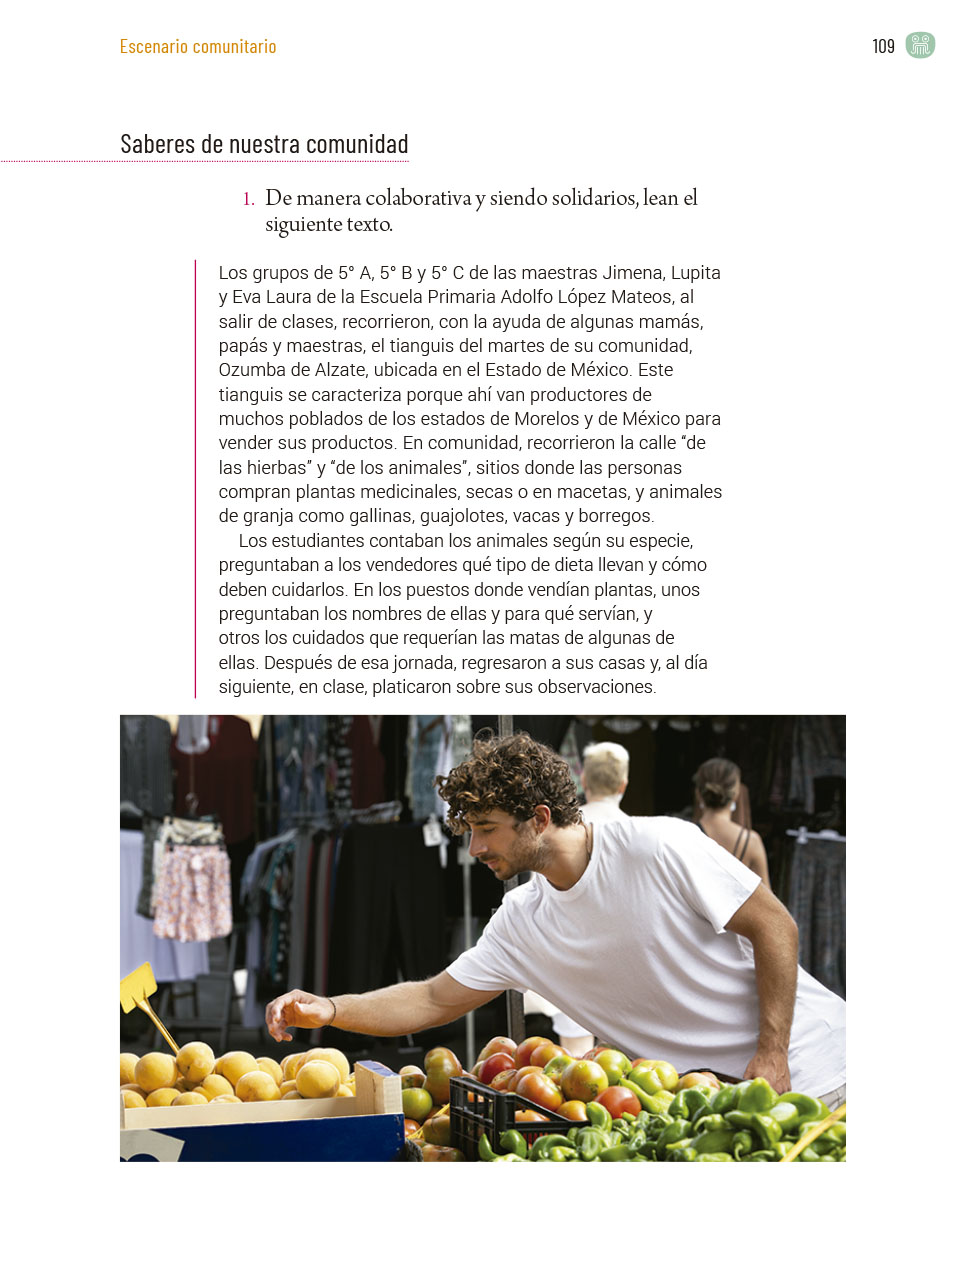 Escenario comunitario
109
Saberes de nuestra comunidad
1. De manera colaborativa y siendo solidarios, lean el
siguiente texto.
Los grupos de 5° A, 5° B y 5° C de las maestras Jimena, Lupita
y Eva Laura de la Escuela Primaria Adolfo López Mateos, al
salir de clases, recorrieron, con la ayuda de algunas mamás,
papás y maestras, el tianguis del martes de su comunidad,
Ozumba de Alzate, ubicada en el Estado de México. Este
tianguis se caracteriza porque ahí van productores de
muchos poblados de los estados de Morelos y de México para
vender sus productos. En comunidad, recorrieron la calle “de
las hierbas” y “de los animales”, sitios donde las personas
compran plantas medicinales, secas o en macetas, y animales
de granja como gallinas, guajolotes, vacas y borregos.
Los estudiantes contaban los animales según su especie,
preguntaban a los vendedores qué tipo de dieta llevan y cómo
deben cuidarlos. En los puestos donde vendían plantas, unos
preguntaban los nombres de ellas y para qué servían, y
otros los cuidados que requerían las matas de algunas de
ellas. Después de esa jornada, regresaron a sus casas y, al día
siguiente, en clase, platicaron sobre sus observaciones.